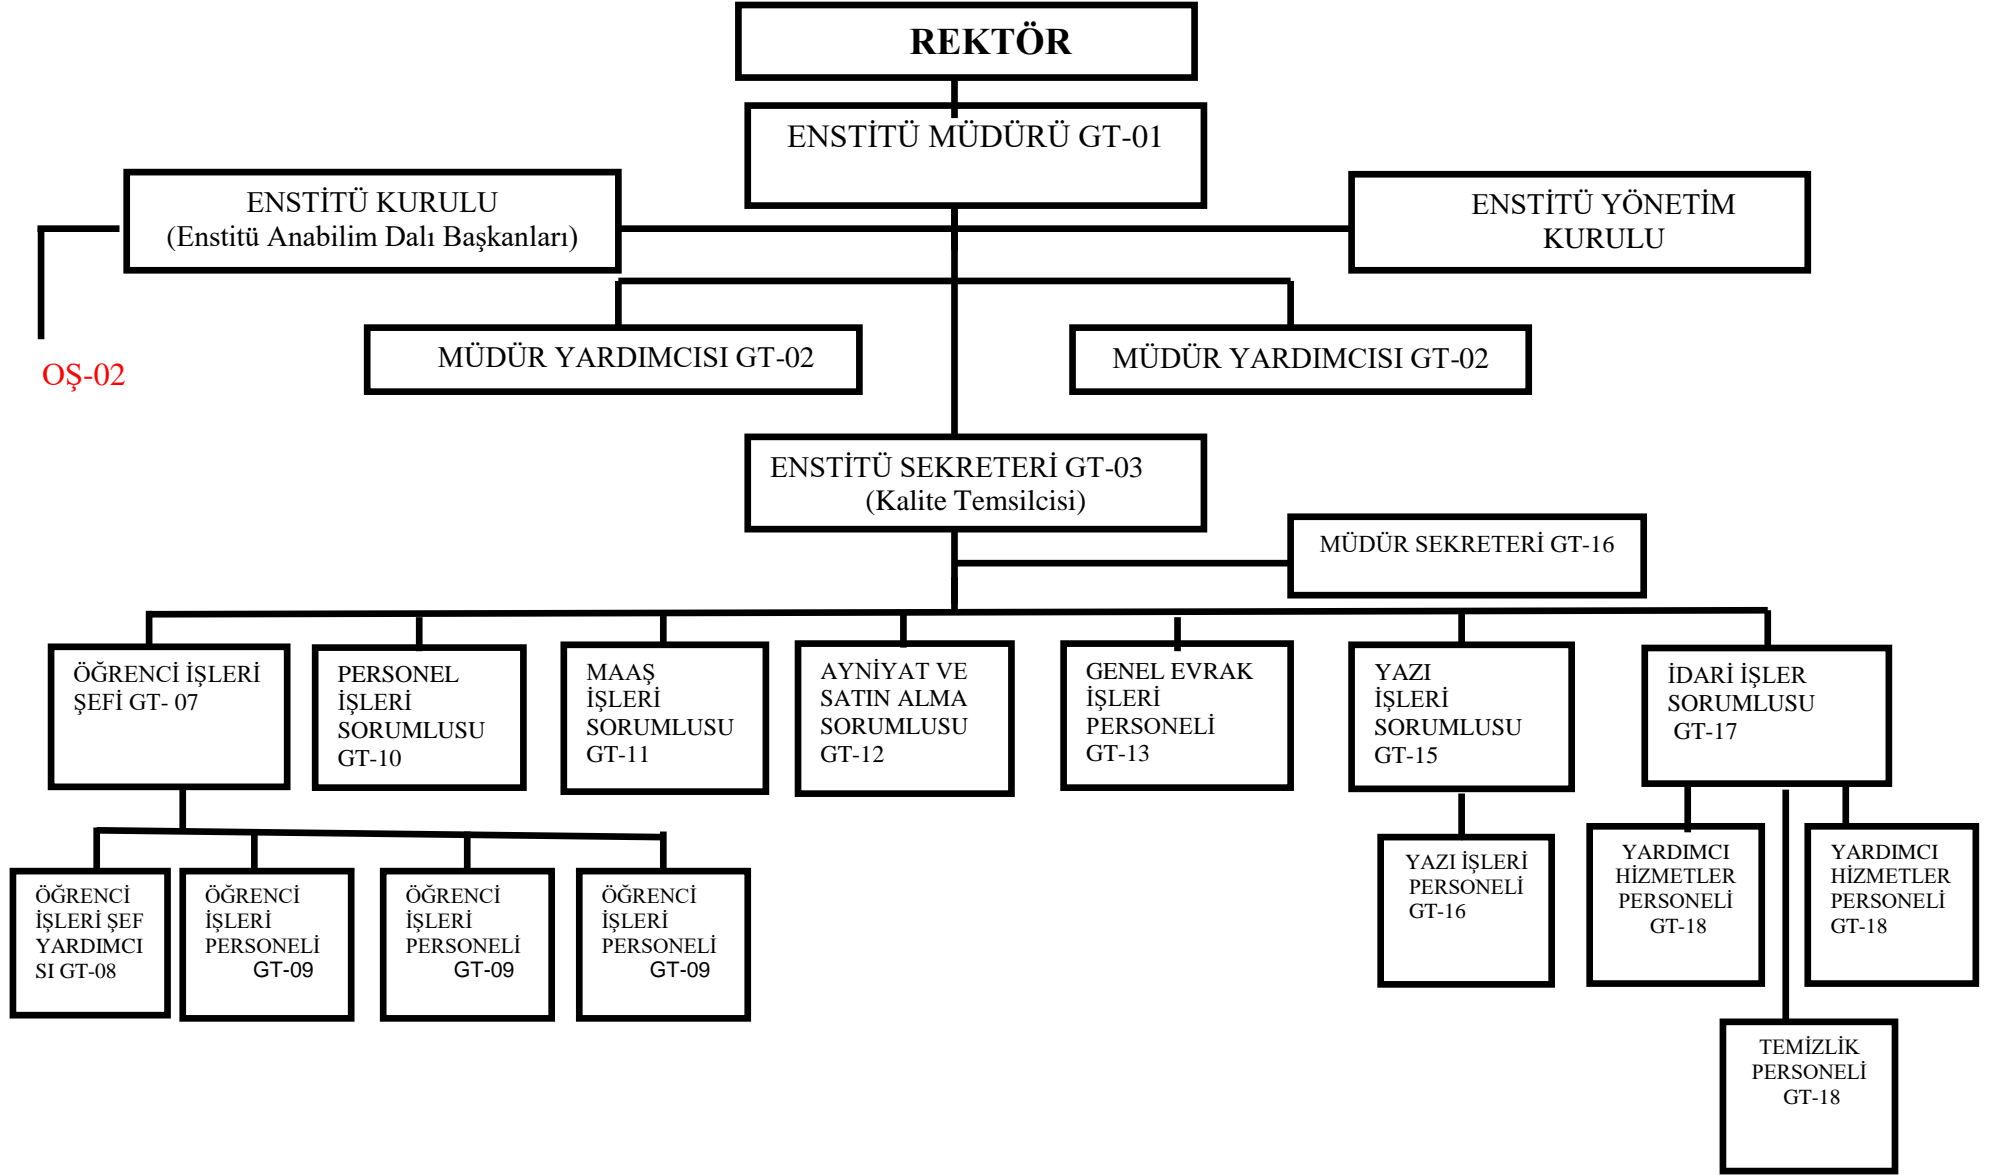 REKTÖR
ENSTİTÜ MÜDÜRÜ GT-01
ENSTİTÜ KURULU
(Enstitü Anabilim Dalı Başkanları)
ENSTİTÜ YÖNETİM
KURULU
OŞ-02
MÜDÜR YARDIMCISI GT-02
MÜDÜR YARDIMCISI GT-02
ENSTİTÜ SEKRETERİ GT-03
(Kalite Temsilcisi)
MÜDÜR SEKRETERİ GT-16
ÖĞRENCİ İŞLERİ
ŞEFİ GT- 07
PERSONEL
İŞLERİ
SORUMLUSU
GT-10
MAAŞ
İŞLERİ
SORUMLUSU
GT-11
AYNİYAT VE
SATIN ALMA
SORUMLUSU
GT-12
GENEL EVRAK
İŞLERİ
PERSONELİ
GT-13
YAZI
İŞLERİ
SORUMLUSU
GT-15
İDARİ İŞLER
SORUMLUSU
GT-17
ÖĞRENCİ
İŞLERİ ŞEF
YARDIMCI
SI GT-08
ÖĞRENCİ
İŞLERİ
PERSONELİ
GT-09
ÖĞRENCİ
İŞLERİ
PERSONELİ
GT-09
ÖĞRENCİ
İŞLERİ
PERSONELİ
GT-09
YAZI İŞLERİ
PERSONELİ
GT-16
YARDIMCI
HİZMETLER
PERSONELİ
GT-18
YARDIMCI
HİZMETLER
PERSONELİ
GT-18
TEMİZLİK
PERSONELİ
GT-18